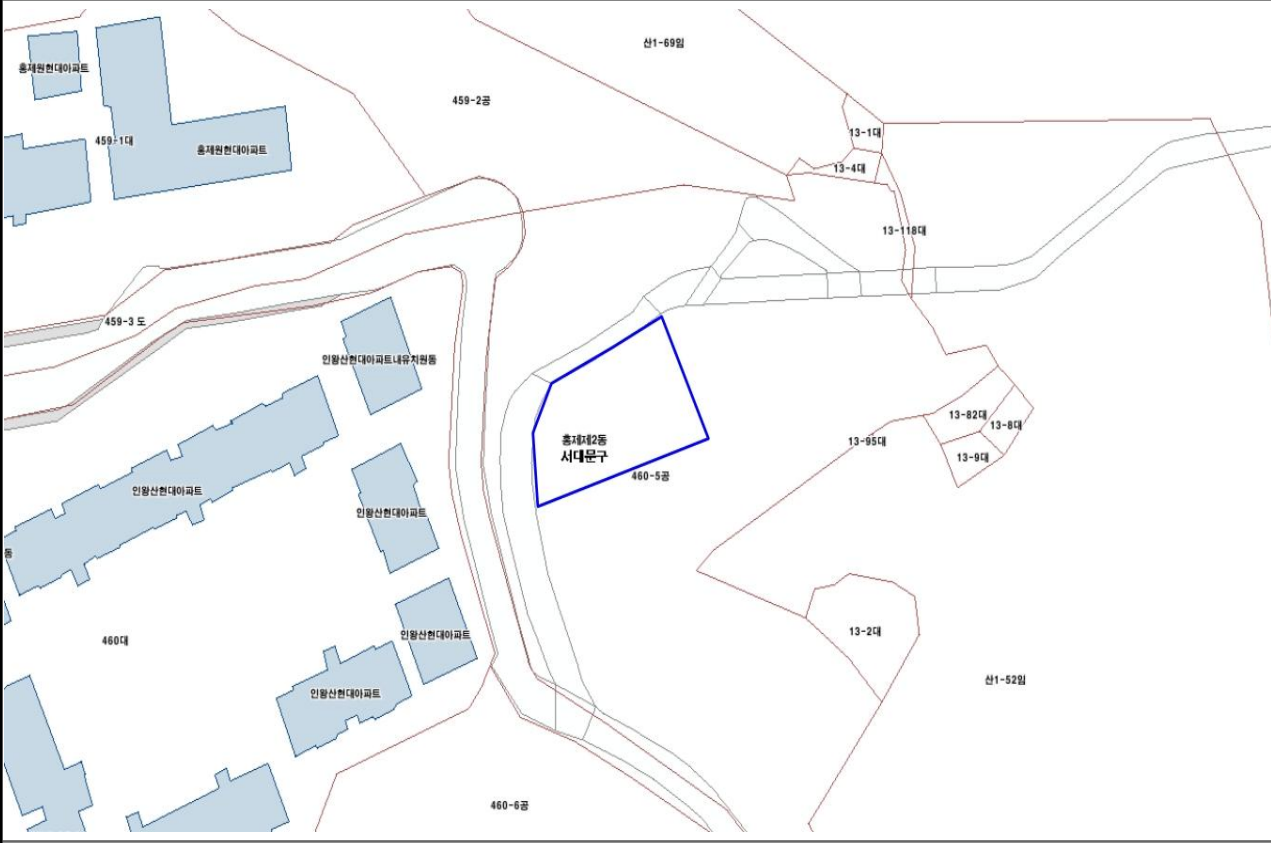 산1-69임
홍제원현대아파트
459-2공
13-1대
459-1대
홍제원현대아파트
13-4대
13-118대
459-3 도
인왕산현대아파트내유치원동
13-82대
13-8대
홍제제2동
13-95대
서대문구
13-9대
460-5공
인왕산현대아파트
인왕산현대아파트
동
13-2대
인왕산현대아파트
460대
산1-52임
인왕산현대아파트
460-6공